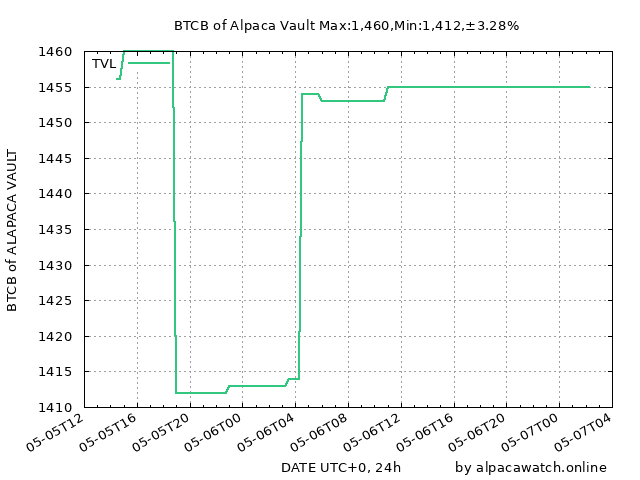 BTCB of Alpaca Vault Max:1,460,Min:1,412,±3.28%
TVL
BTCB of ALAPACA VAULT
1460
1455
1450
1445
1440
1435
1430
1425
1420
1415
1410
05-05T12
05-05T16
05-05T20
05-06T00
05-06T04
05-06T08
05-06T12
05-06T16
05-06T20
05-07T00
05-07T04
DATE UTC+0, 24h
by alpacawatch.online